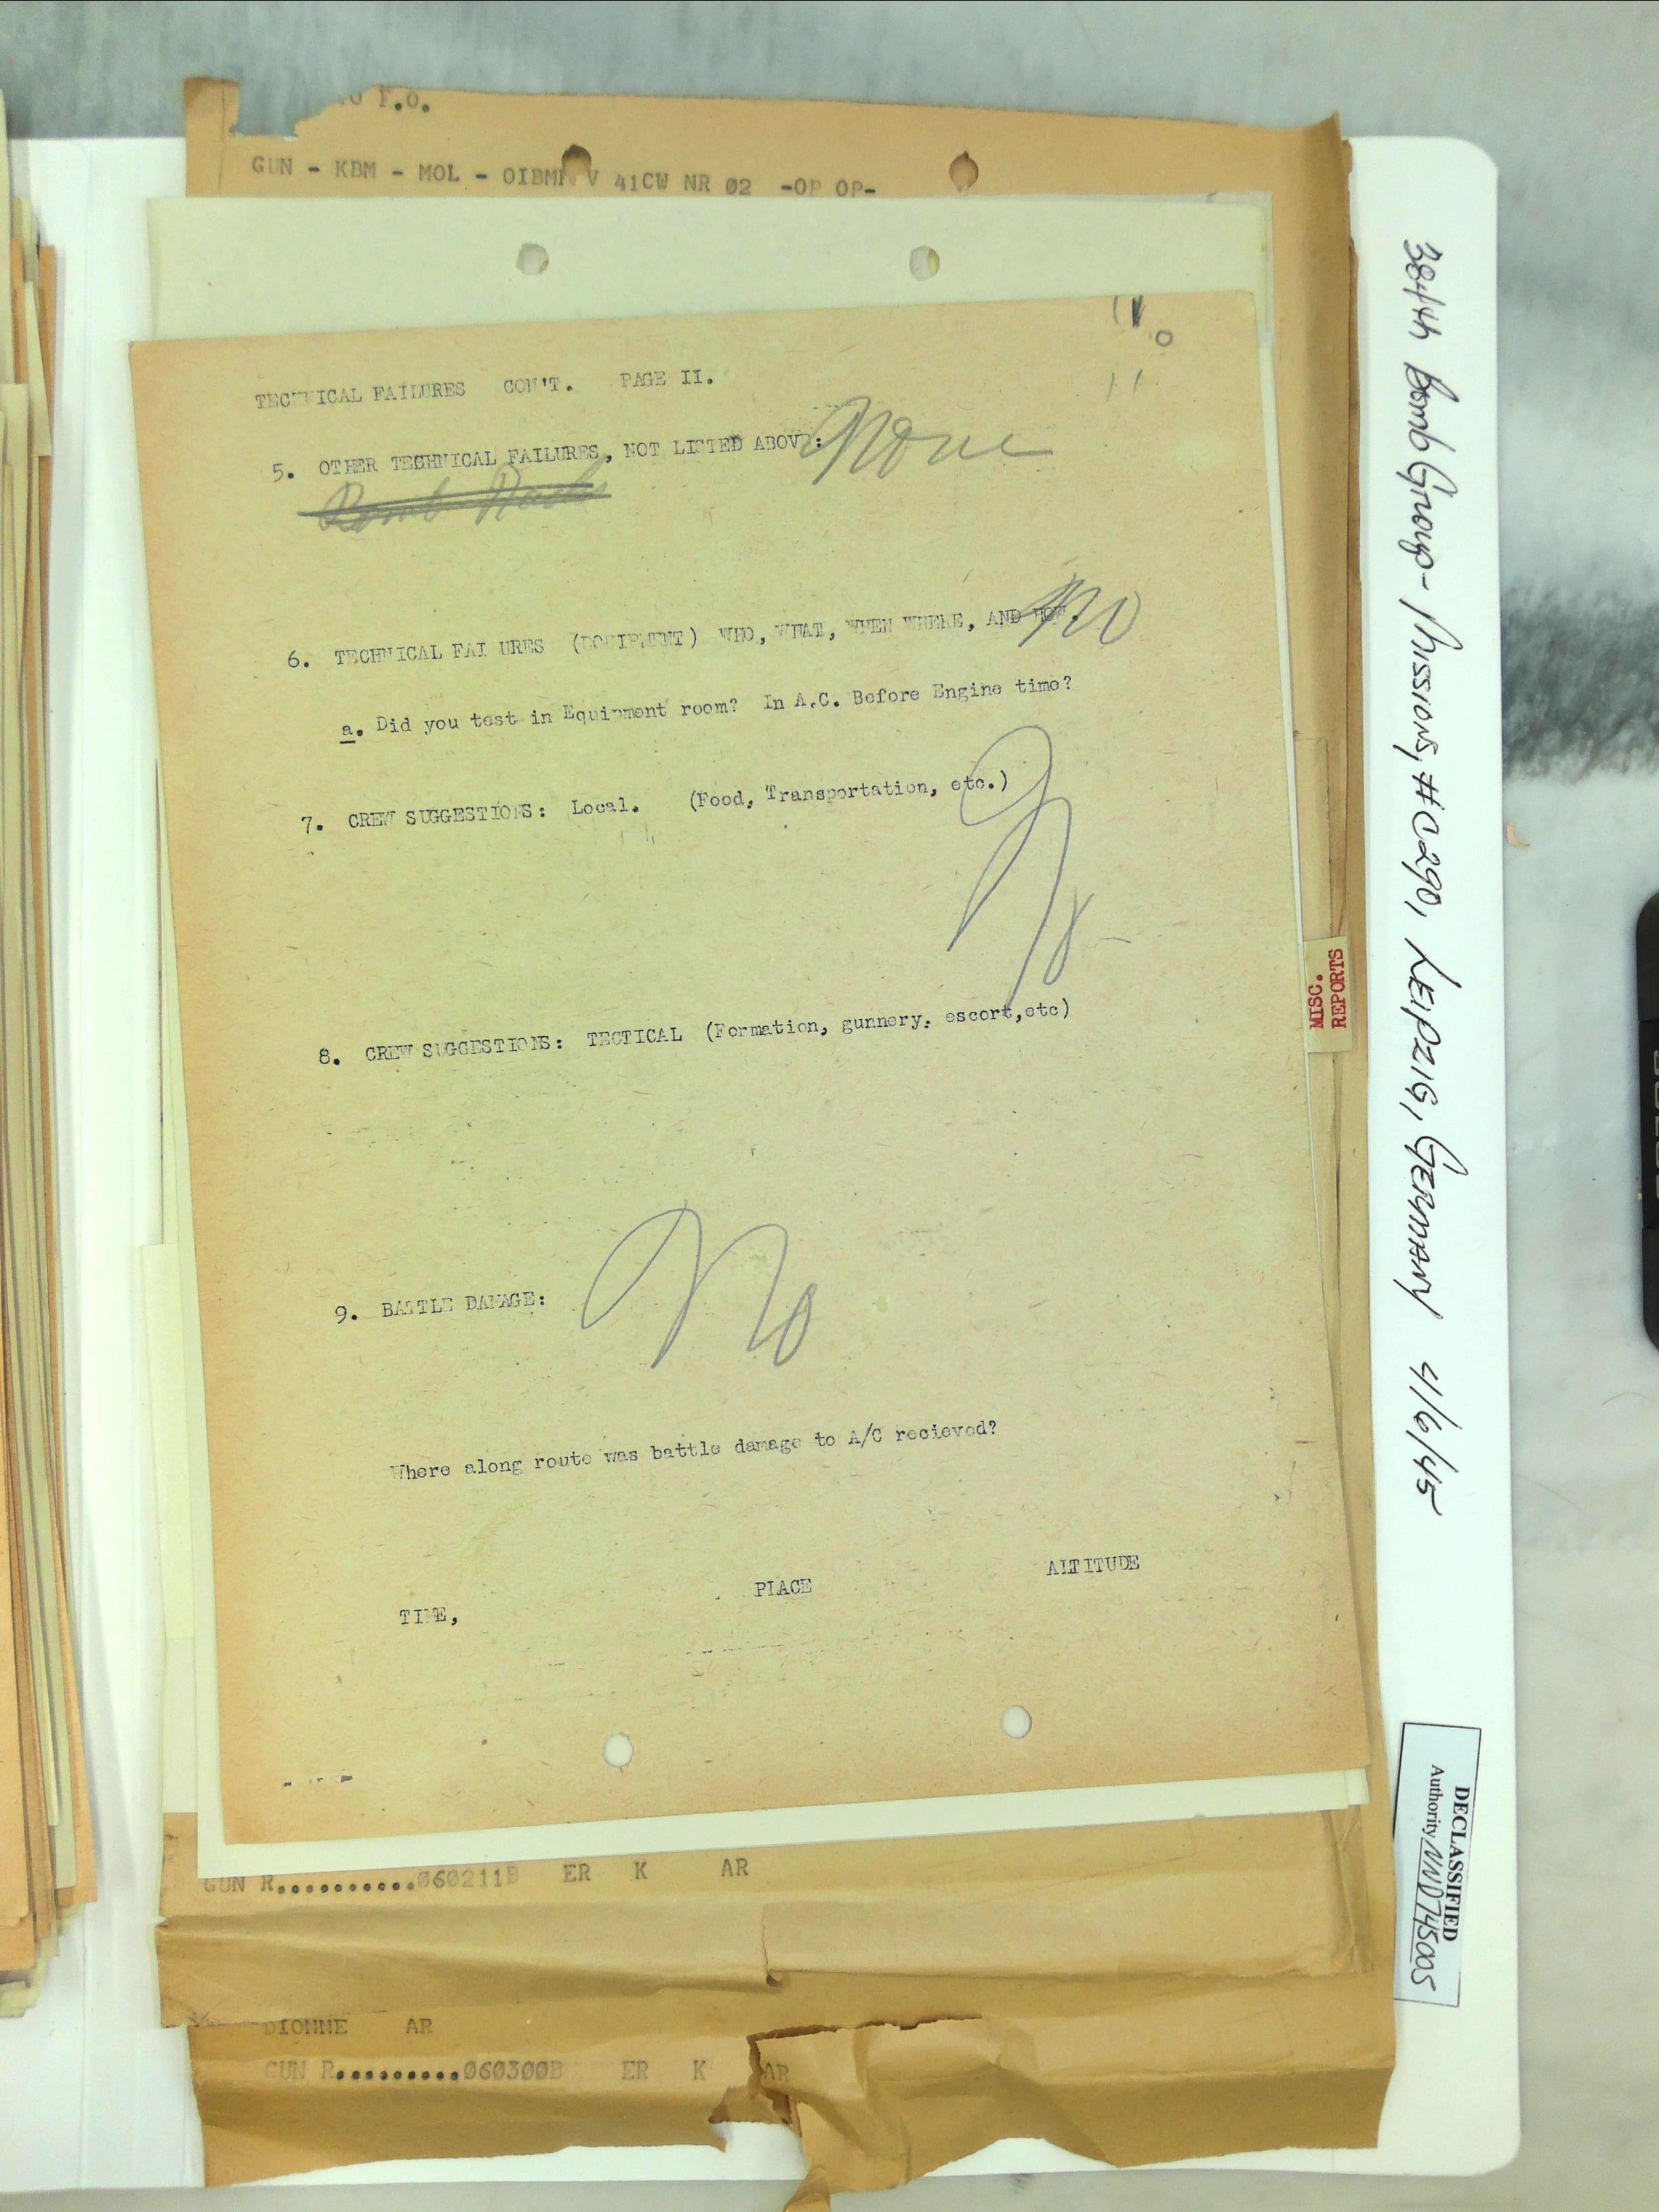 F.O.
GUN - KBM - MOL - V 41CW NR 02 -OP OP-
TECHNICAL FAILURES CON'T. PAGE II.
5. OTHER TECHNICAL FAILURES, NOT LISTED ABOVE: None
Bomb Racks
6. TECHNICAL FAILURES (EQUIPMENT) WHO, WHAT, WHEN WHERE, AND HOW. No
a. Did you test in Equipment room? In A.C. Before Engine time?
7. CREW SUGGESTIONS: Local. (Food, Transportation, etc.)
No
8. CREW SUGGESTIONS: TECTICAL (Formation, gunnery, escort,etc)
9. BATTLE DAMAGE: No
Where along route was battle damage to A/C recieved?
TIME, PLACE ALTITUDE
GUN R..........060211B ER K AR
DIONNE AR
GUN R..........060300B ER K AR
MISC.
REPORTS
384th Bomb Group - Missions, #C290, LEIPZIG, GERMANY 4/6/45
DECLASSIFIED
Authority NND745005